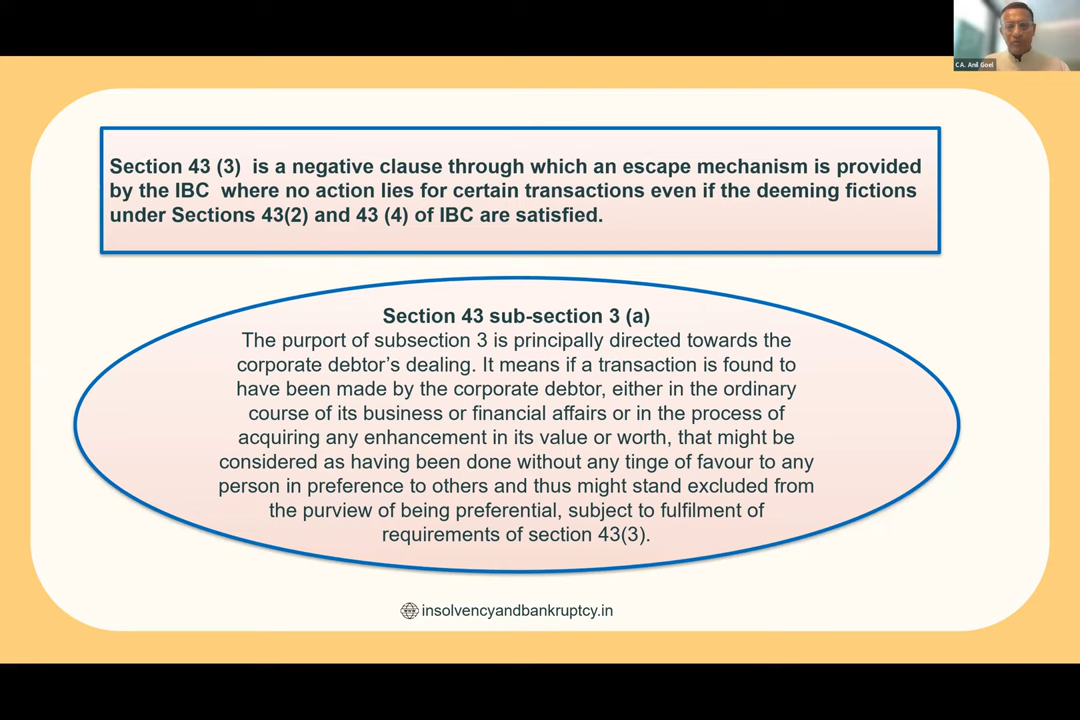 CA. Anil Goel
Section 43 (3) is a negative clause through which an escape mechanism is provided
by the IBC where no action lies for certain transactions even if the deeming fictions
under Sections 43(2) and 43 (4) of IBC are satisfied.
Section 43 sub-section 3 (a)
The purport of subsection 3 is principally directed towards the
corporate debtor’s dealing. It means if a transaction is found to
have been made by the corporate debtor, either in the ordinary
course of its business or financial affairs or in the process of
acquiring any enhancement in its value or worth, that might be
considered as having been done without any tinge of favour to any
person in preference to others and thus might stand excluded from
the purview of being preferential, subject to fulfilment of
requirements of section 43(3).
insolvencyandbankruptcy.in